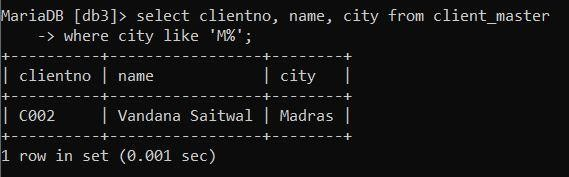 MariaDB [db3]> select clientno, name, city from client_master
    -> where city like 'M%';
+----------+-----------------+--------+
| clientno | name            | city   |
+----------+-----------------+--------+
| C002     | Vandana Saitwal | Madras |
+----------+-----------------+--------+
1 row in set (0.001 sec)